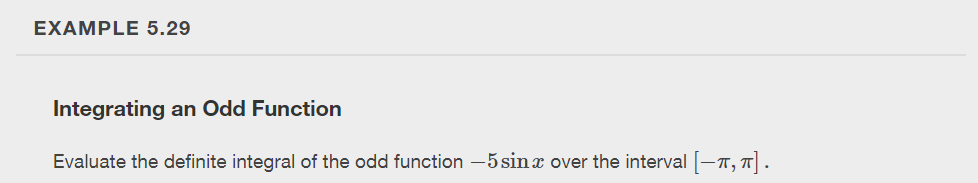 EXAMPLE 5.29
Integrating an Odd Function
Evaluate the definite integral of the odd function −5 sin x over the interval [−π, π] .